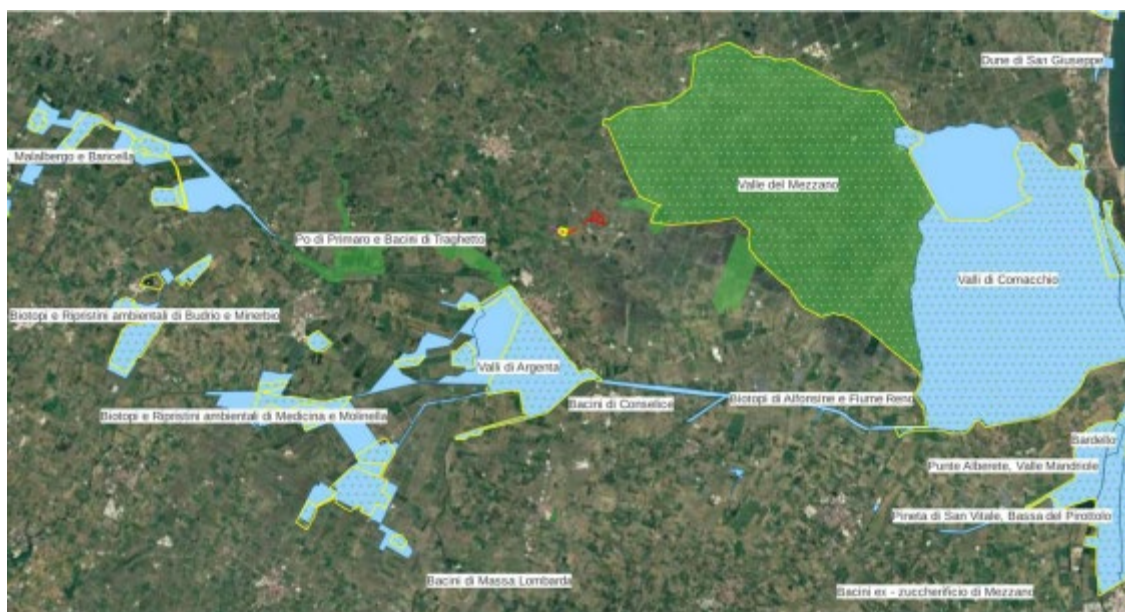 Dune di San Giuseppe
Malalbergo e Baricella
Valle del Mezzano
Po di Primaro e Bacini di Traghetto
Valli di Comacchio
Biotopi e Ripristini ambientali di Budrio e Minerbio
Valli di Argenta
Biotopi di Alfonsine e Fiume Reno
Bacini di Conselice
Biotopi e Ripristini ambientali di Medicina e Molinella
Bardello
Punte Alberete, Valle Mandriole
Pineta di San Vitale, Bassa del Pirottolo
Bacini di Massa Lombarda
Bacini ex - zuccherificio di Mezzano